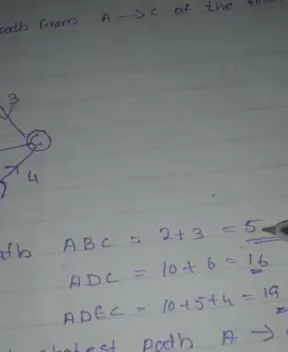 path from A → C of the
3
C
4
ABC = 2+3 = 5
ADC = 10+6 = 16
ADEC = 10+5+4 = 19
path A →